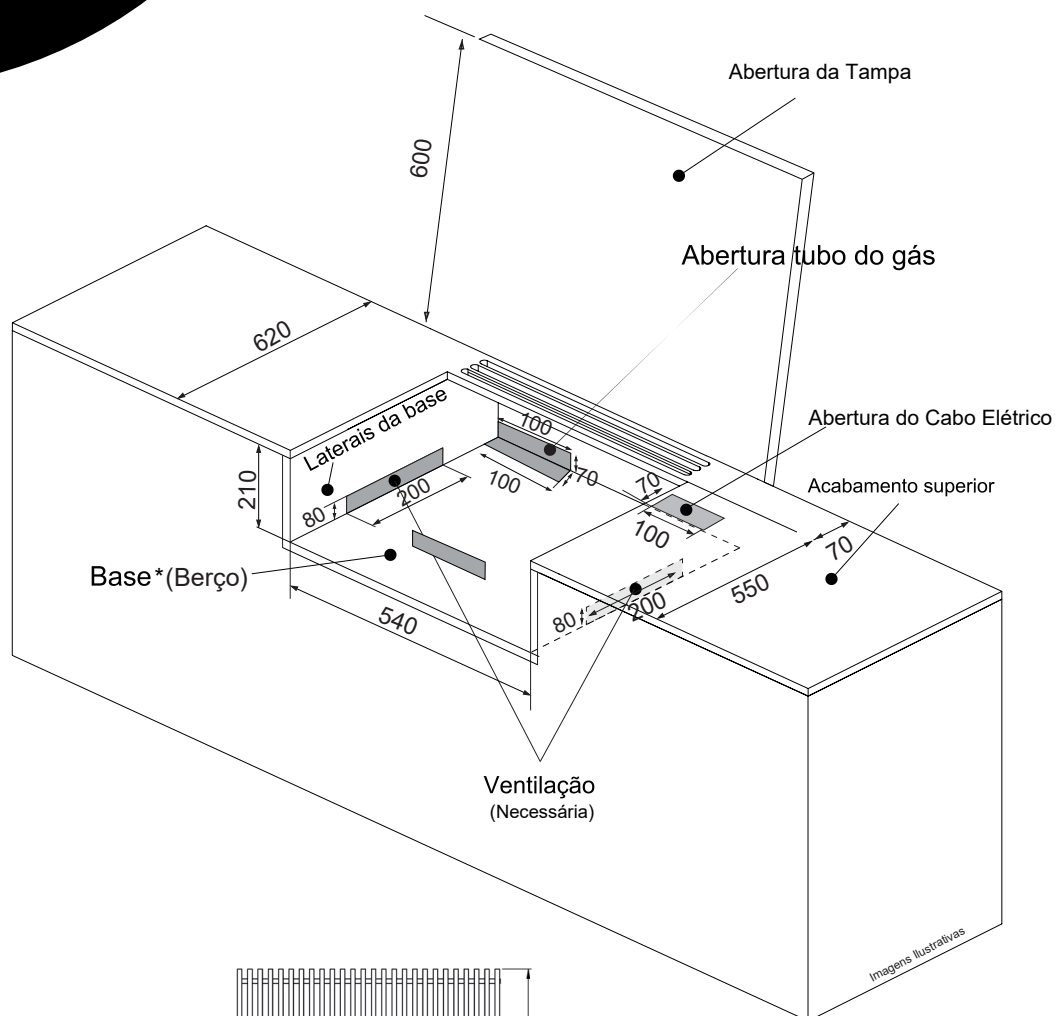 Abertura da Tampa
600
Abertura tubo do gás
620
Laterais da base
100
Abertura do Cabo Elétrico
210
200
100
70
70
Acabamento superior
80
100
70
Base*(Berço)
550
200
80
540
Ventilação
(Necessária)
Imagens Ilustrativas